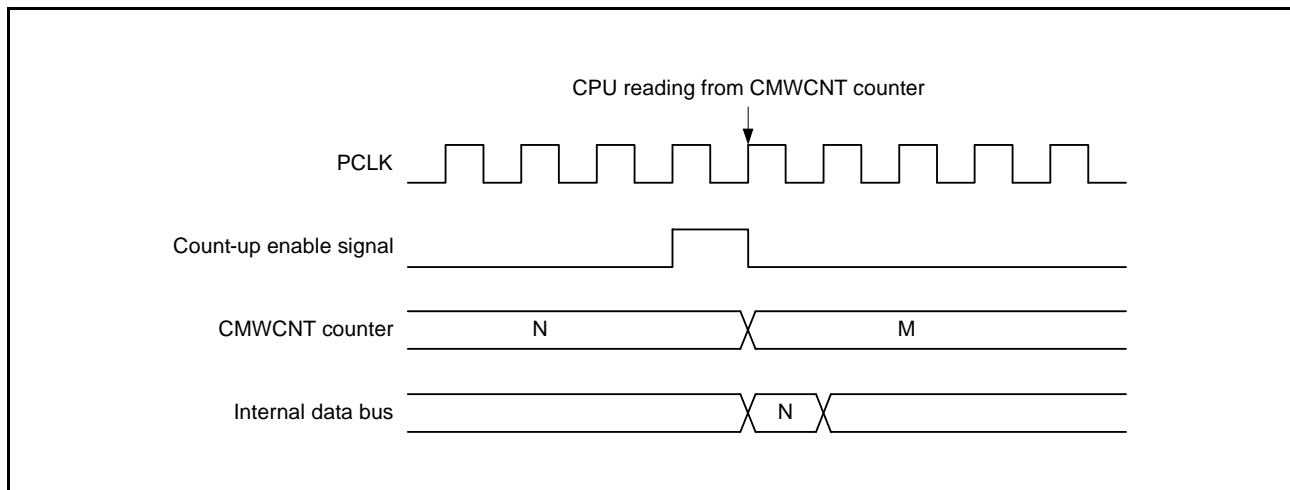 CPU reading from CMWCNT counter
PCLK
Count-up enable signal
CMWCNT counter
N
M
Internal data bus
N